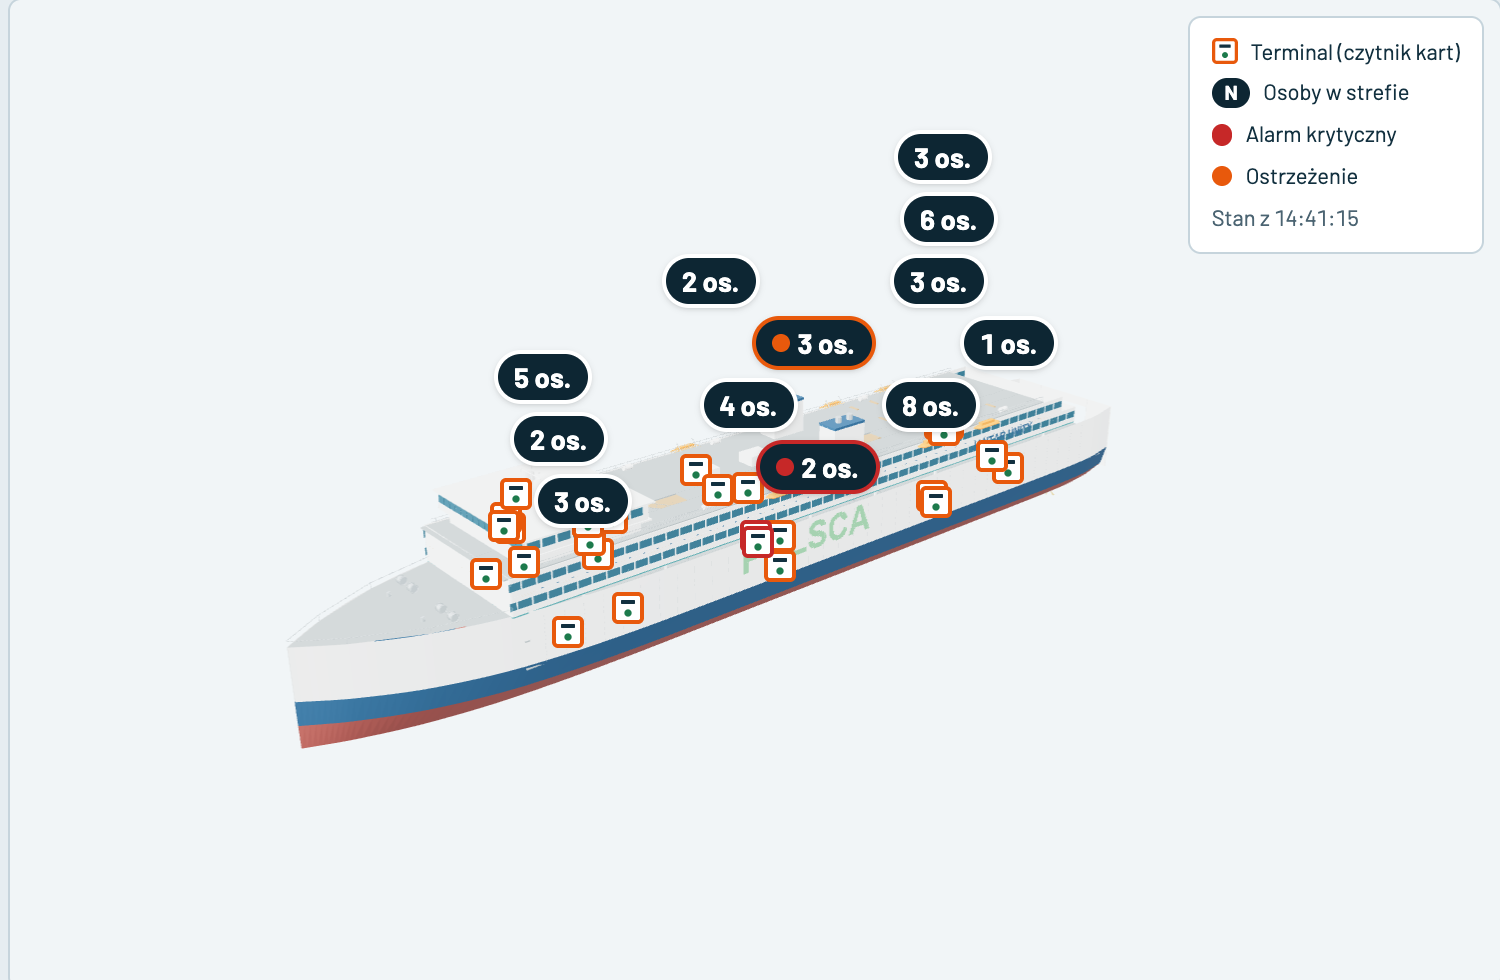 Terminal (czytnik kart)
N Osoby w strefie
Alarm krytyczny
Ostrzeżenie
Stan z 14:41:15
3 os.
6 os.
2 os.
3 os.
3 os.
1 os.
5 os.
4 os.
8 os.
2 os.
2 os.
3 os.
SCA